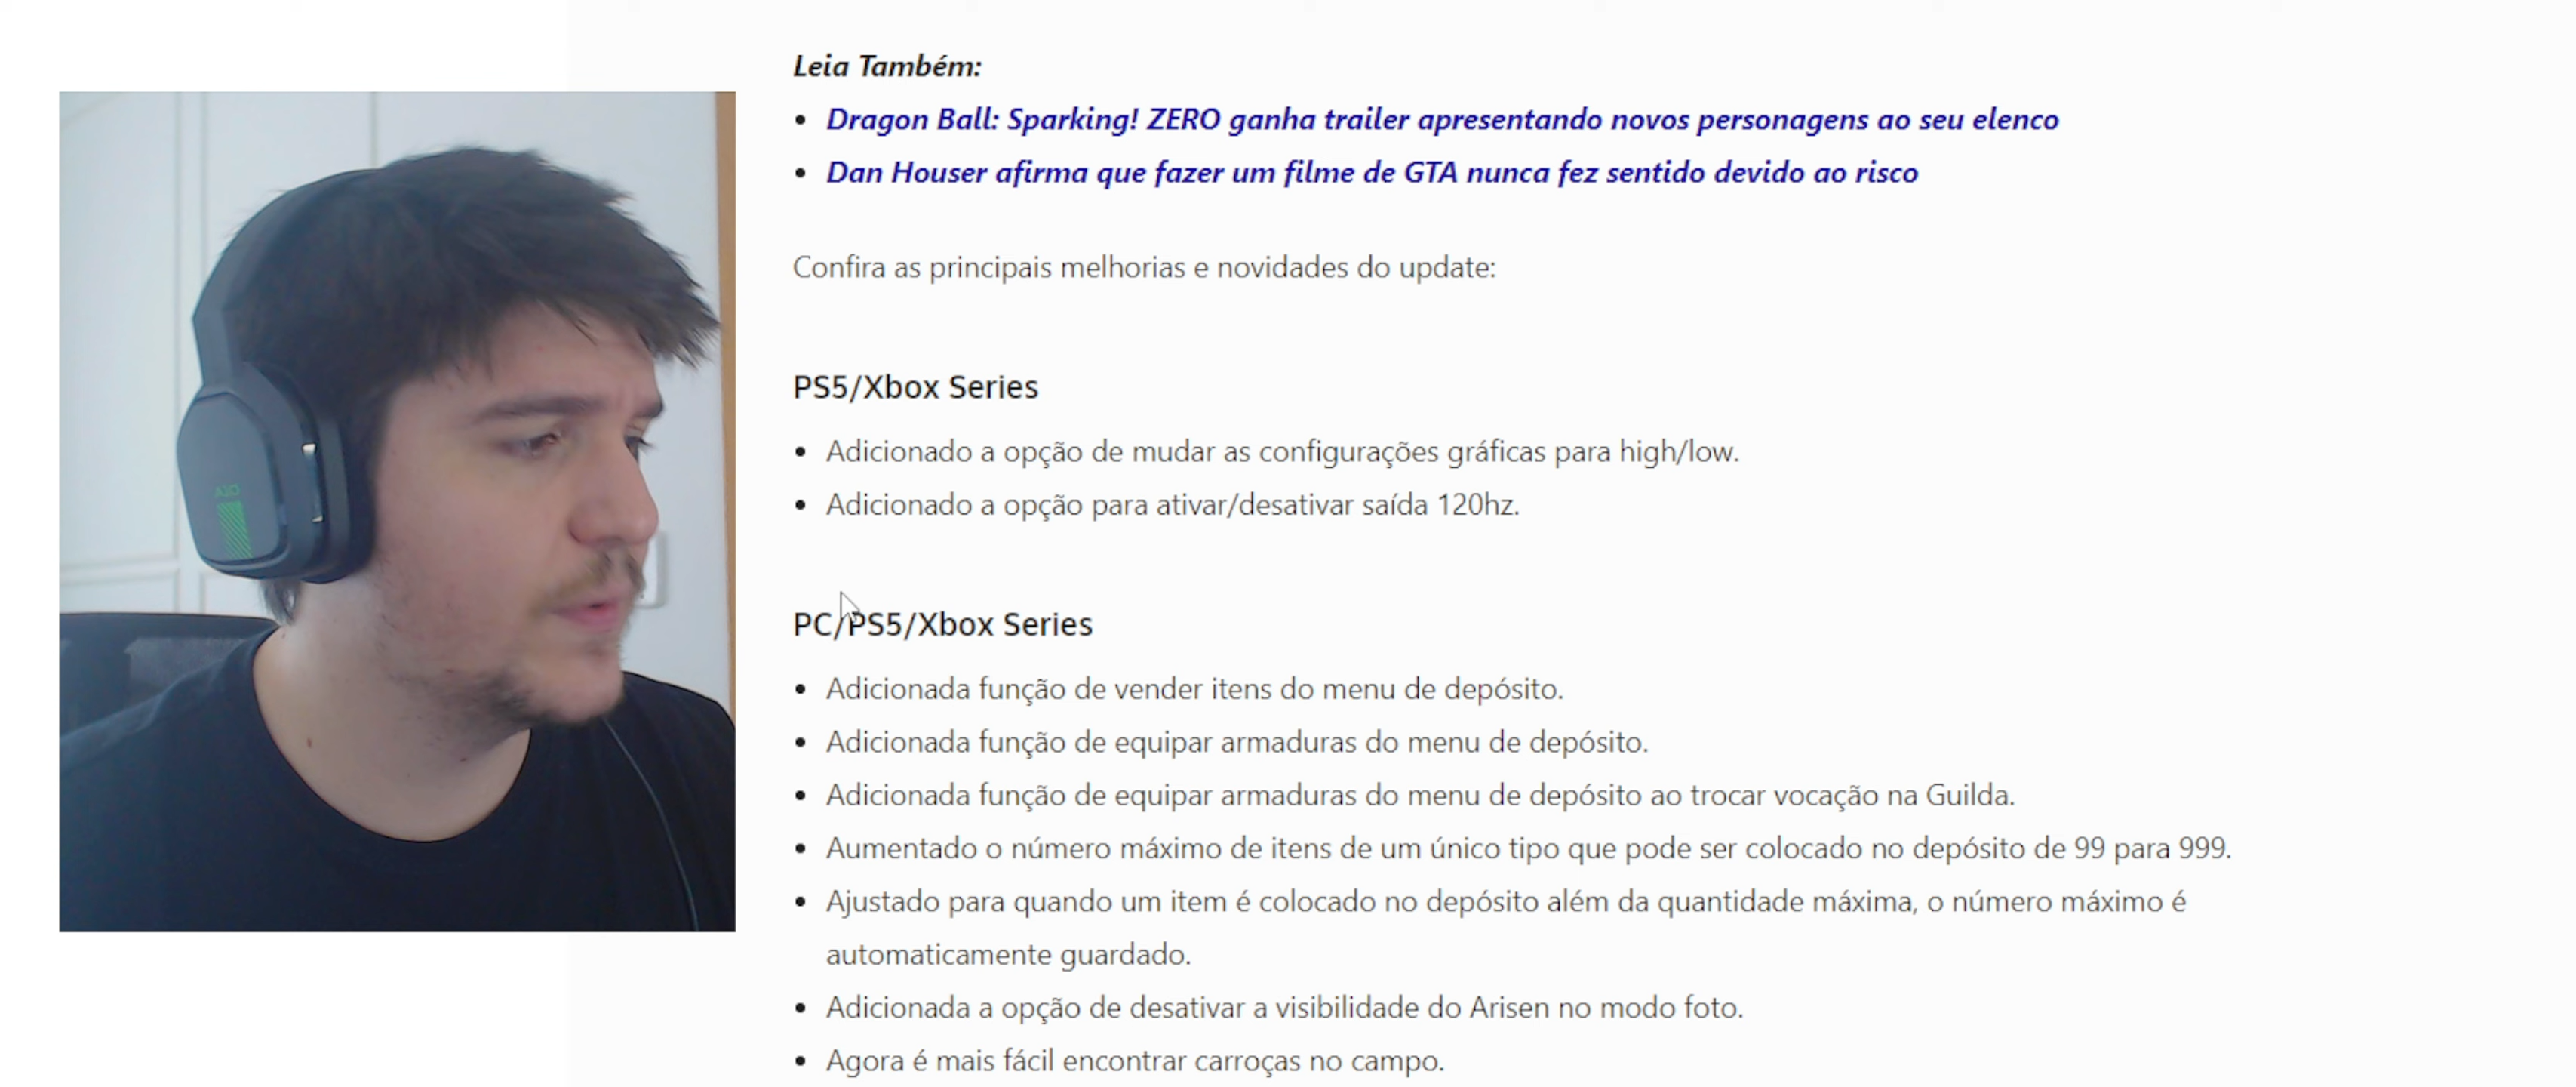 Leia Também:
Dragon Ball: Sparking! ZERO ganha trailer apresentando novos personagens ao seu elenco
Dan Houser afirma que fazer um filme de GTA nunca fez sentido devido ao risco
Confira as principais melhorias e novidades do update:
PS5/Xbox Series
Adicionado a opção de mudar as configurações gráficas para high/low.
Adicionado a opção para ativar/desativar saída 120hz.
PC/PS5/Xbox Series
Adicionada função de vender itens do menu de depósito.
Adicionada função de equipar armaduras do menu de depósito.
Adicionada função de equipar armaduras do menu de depósito ao trocar vocação na Guilda.
Aumentado o número máximo de itens de um único tipo que pode ser colocado no depósito de 99 para 999.
Ajustado para quando um item é colocado no depósito além da quantidade máxima, o número máximo é
automaticamente guardado.
Adicionada a opção de desativar a visibilidade do Arisen no modo foto.
Agora é mais fácil encontrar carroças no campo.
A10